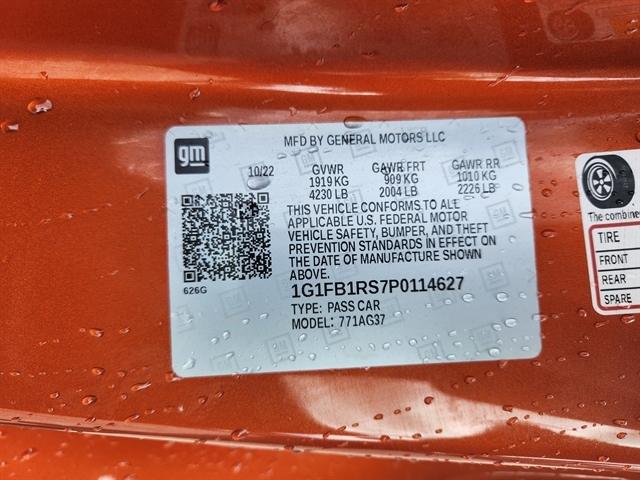 gm
MFD BY GENERAL MOTORS LLC
10/22 GVWR GAWR FRT GAWR RR
1919 KG 909 KG 1010 KG
4230 LB 2004 LB 2226 LB
THIS VEHICLE CONFORMS TO ALL
APPLICABLE U.S. FEDERAL MOTOR
VEHICLE SAFETY, BUMPER, AND THEFT
PREVENTION STANDARDS IN EFFECT ON
THE DATE OF MANUFACTURE SHOWN
ABOVE.
626G
1G1FB1RS7P0114627
TYPE: PASS CAR
MODEL: 771AG37
The combine
TIRE
FRONT
REAR
SPARE